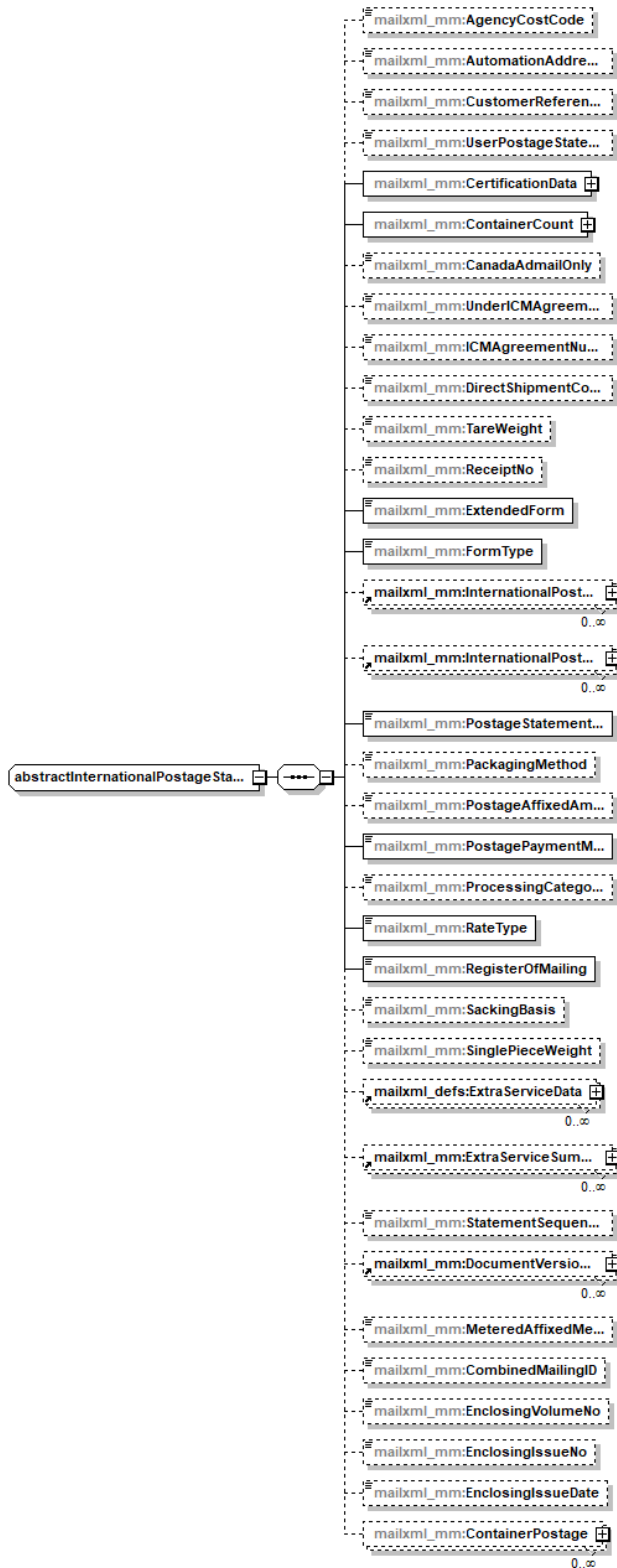 mailxml_mm:AgencyCostCode
mailxml_mm:AutomationAddre...
mailxml_mm:CustomerReferen...
mailxml_mm:UserPostageState...
mailxml_mm:CertificationData
mailxml_mm:ContainerCount
mailxml_mm:CanadaAdmailOnly
mailxml_mm:UnderICMAgreem...
mailxml_mm:ICMAgreementNu...
mailxml_mm:DirectShipmentCo...
mailxml_mm:TareWeight
mailxml_mm:ReceiptNo
mailxml_mm:ExtendedForm
mailxml_mm:FormType
mailxml_mm:InternationalPost...
0..∞
mailxml_mm:InternationalPost...
0..∞
mailxml_mm:PostageStatement...
abstractInternationalPostageSta...
mailxml_mm:PackagingMethod
mailxml_mm:PostageAffixedAm...
mailxml_mm:PostagePaymentM...
mailxml_mm:ProcessingCatego...
mailxml_mm:RateType
mailxml_mm:RegisterOfMailing
mailxml_mm:SackingBasis
mailxml_mm:SinglePieceWeight
mailxml_defs:ExtraServiceData
0..∞
mailxml_mm:ExtraServiceSum...
0..∞
mailxml_mm:StatementSequen...
mailxml_mm:DocumentVersio...
0..∞
mailxml_mm:MeteredAffixedMe...
mailxml_mm:CombinedMailingID
mailxml_mm:EnclosingVolumeNo
mailxml_mm:EnclosingIssueNo
mailxml_mm:EnclosingIssueDate
mailxml_mm:ContainerPostage
0..∞